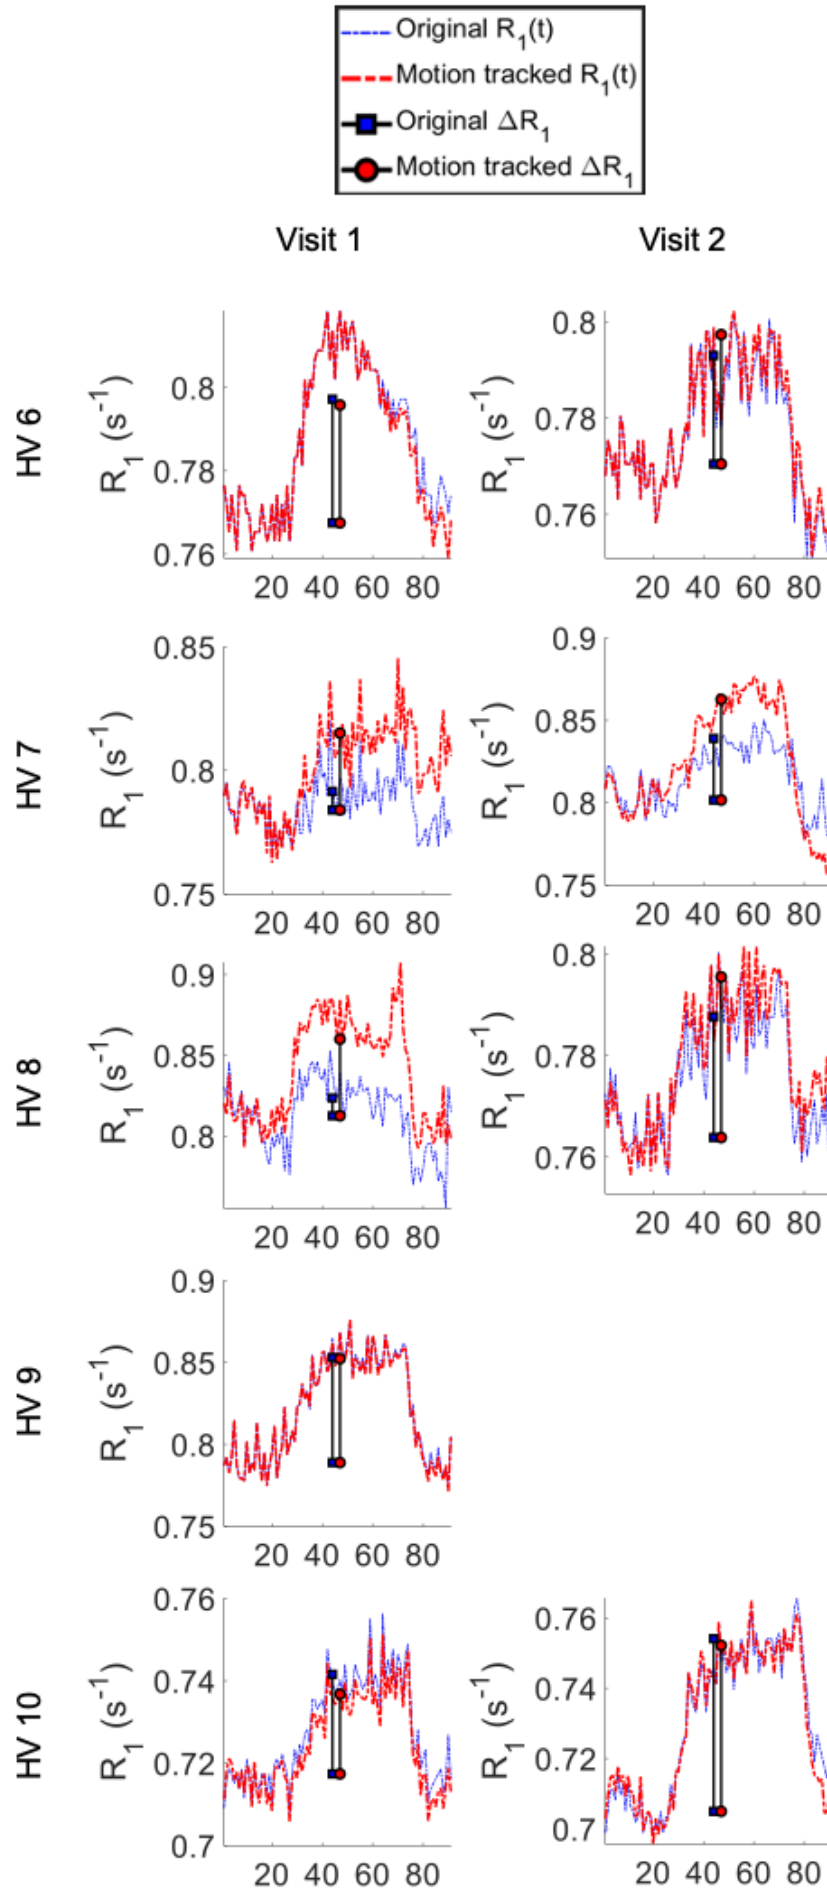 Original R₁(t)
Motion tracked R₁(t)
Original ΔR₁
Motion tracked ΔR₁
Visit 1
Visit 2
HV 6
R₁ (s⁻¹)
0.8
0.78
0.76
20 40 60 80
R₁ (s⁻¹)
0.8
0.78
0.76
20 40 60 80
HV 7
R₁ (s⁻¹)
0.85
0.8
0.75
20 40 60 80
R₁ (s⁻¹)
0.9
0.85
0.8
0.75
20 40 60 80
HV 8
R₁ (s⁻¹)
0.9
0.85
0.8
20 40 60 80
R₁ (s⁻¹)
0.8
0.78
0.76
20 40 60 80
HV 9
R₁ (s⁻¹)
0.9
0.85
0.8
0.75
20 40 60 80
HV 10
R₁ (s⁻¹)
0.76
0.74
0.72
0.7
20 40 60 80
R₁ (s⁻¹)
0.76
0.74
0.72
0.7
20 40 60 80